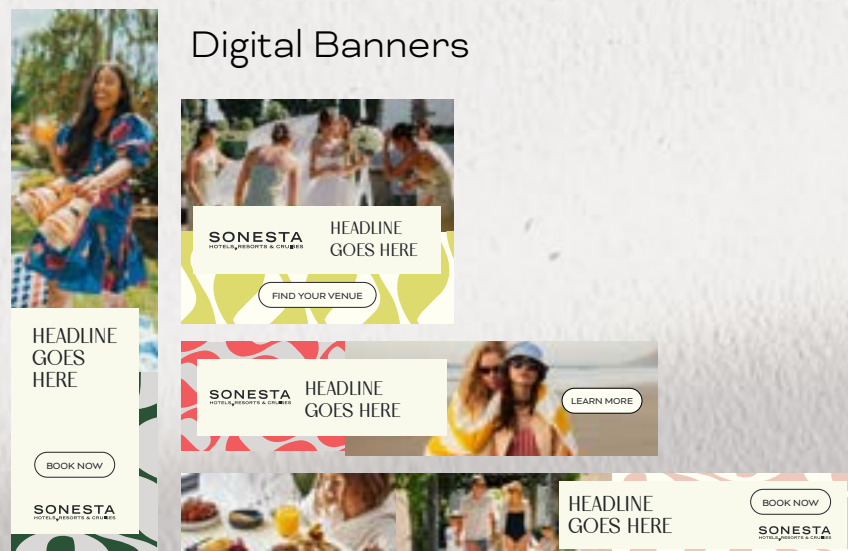 Digital Banners
HEADLINE
GOES
HERE
BOOK NOW
SONESTA
HOTELS, RESORTS & CRUISES
SONESTA
HOTELS, RESORTS & CRUISES
HEADLINE
GOES HERE
FIND YOUR VENUE
SONESTA
HOTELS, RESORTS & CRUISES
HEADLINE
GOES HERE
LEARN MORE
HEADLINE
GOES HERE
BOOK NOW
SONESTA
HOTELS, RESORTS & CRUISES